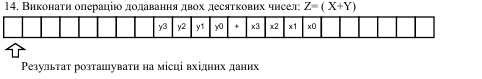 14. Виконати операцію додавання двох десяткових чисел: Z= ( X+Y)
y3 y2 y1 y0 + x3 x2 x1 x0
Результат розташувати на місці вхідних даних